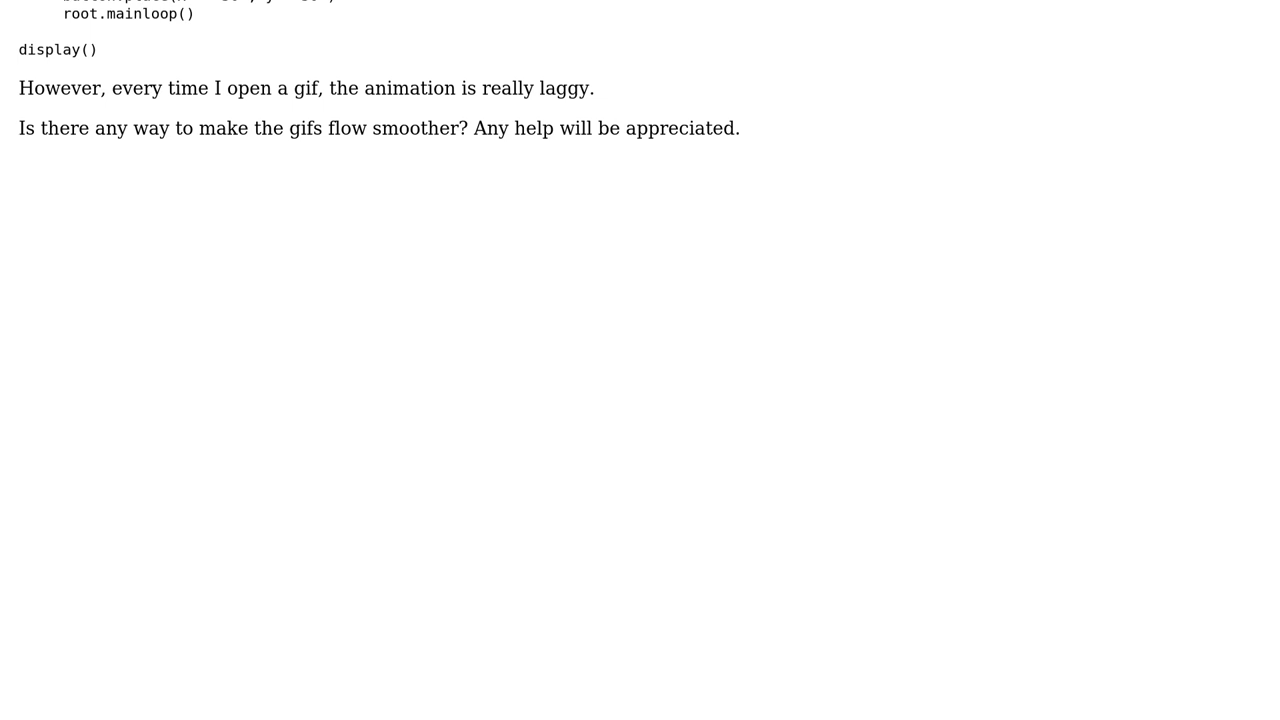 root.mainloop()
display()
However, every time I open a gif, the animation is really laggy.
Is there any way to make the gifs flow smoother? Any help will be appreciated.